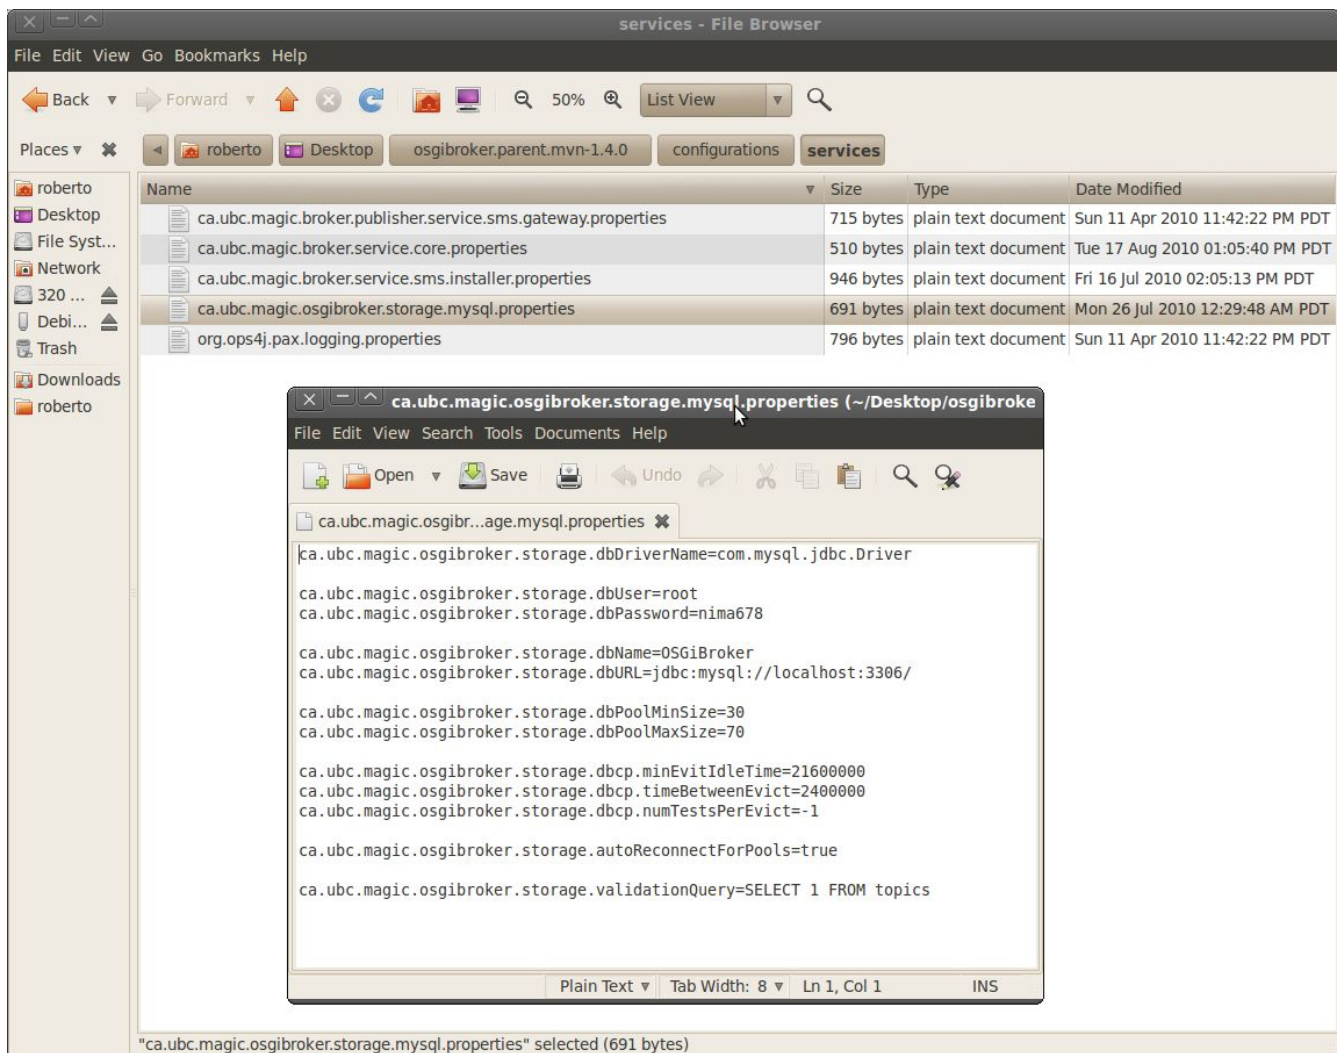 services - File Browser
File Edit View Go Bookmarks Help
Back Forward 50% List View
Places roberto Desktop osgibroker.parent.mvn-1.4.0 configurations services
roberto
Desktop
File Syst...
Network
320 ...
Debi...
Trash
Downloads
roberto
Name Size Type Date Modified
ca.ubc.magic.broker.publisher.service.sms.gateway.properties 715 bytes plain text document Sun 11 Apr 2010 11:42:22 PM PDT
ca.ubc.magic.broker.service.core.properties 510 bytes plain text document Tue 17 Aug 2010 01:05:40 PM PDT
ca.ubc.magic.broker.service.sms.installer.properties 946 bytes plain text document Fri 16 Jul 2010 02:05:13 PM PDT
ca.ubc.magic.osgibroker.storage.mysql.properties 691 bytes plain text document Mon 26 Jul 2010 12:29:48 AM PDT
org.ops4j.pax.logging.properties 796 bytes plain text document Sun 11 Apr 2010 11:42:22 PM PDT
ca.ubc.magic.osgibroker.storage.mysql.properties (~/Desktop/osgibroke
File Edit View Search Tools Documents Help
Open Save Undo
ca.ubc.magic.osgibr...age.mysql.properties
ca.ubc.magic.osgibroker.storage.dbDriverName=com.mysql.jdbc.Driver
ca.ubc.magic.osgibroker.storage.dbUser=root
ca.ubc.magic.osgibroker.storage.dbPassword=nima678
ca.ubc.magic.osgibroker.storage.dbName=OSGiBroker
ca.ubc.magic.osgibroker.storage.dbURL=jdbc:mysql://localhost:3306/
ca.ubc.magic.osgibroker.storage.dbPoolMinSize=30
ca.ubc.magic.osgibroker.storage.dbPoolMaxSize=70
ca.ubc.magic.osgibroker.storage.dbcp.minEvitIdleTime=21600000
ca.ubc.magic.osgibroker.storage.dbcp.timeBetweenEvict=2400000
ca.ubc.magic.osgibroker.storage.dbcp.numTestsPerEvict=-1
ca.ubc.magic.osgibroker.storage.autoReconnectForPools=true
ca.ubc.magic.osgibroker.storage.validationQuery=SELECT 1 FROM topics
Plain Text Tab Width: 8 Ln 1, Col 1 INS
"ca.ubc.magic.osgibroker.storage.mysql.properties" selected (691 bytes)